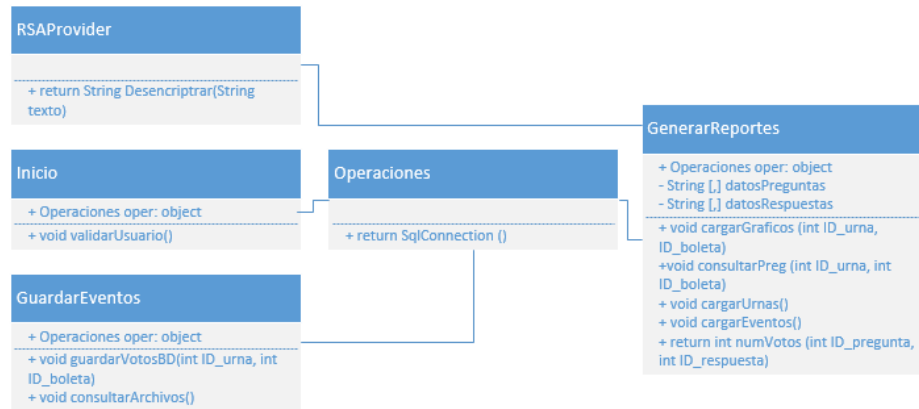 RSAProvider
+ return String Desencriptrar(String
texto)
Inicio
+ Operaciones oper: object
+ void validarUsuario()
Operaciones
+ return SqlConnection ()
GuardarEventos
+ Operaciones oper: object
+ void guardarVotosBD(int ID_urna, int
ID_boleta)
+ void consultarArchivos()
GenerarReportes
+ Operaciones oper: object
- String [,] datosPreguntas
- String [,] datosRespuestas
+ void cargarGraficos (int ID_urna,
ID_boleta)
+void consultarPreg (int ID_urna, int
ID_boleta)
+ void cargarUrnas()
+ void cargarEventos()
+ return int numVotos (int ID_pregunta,
int ID_respuesta)